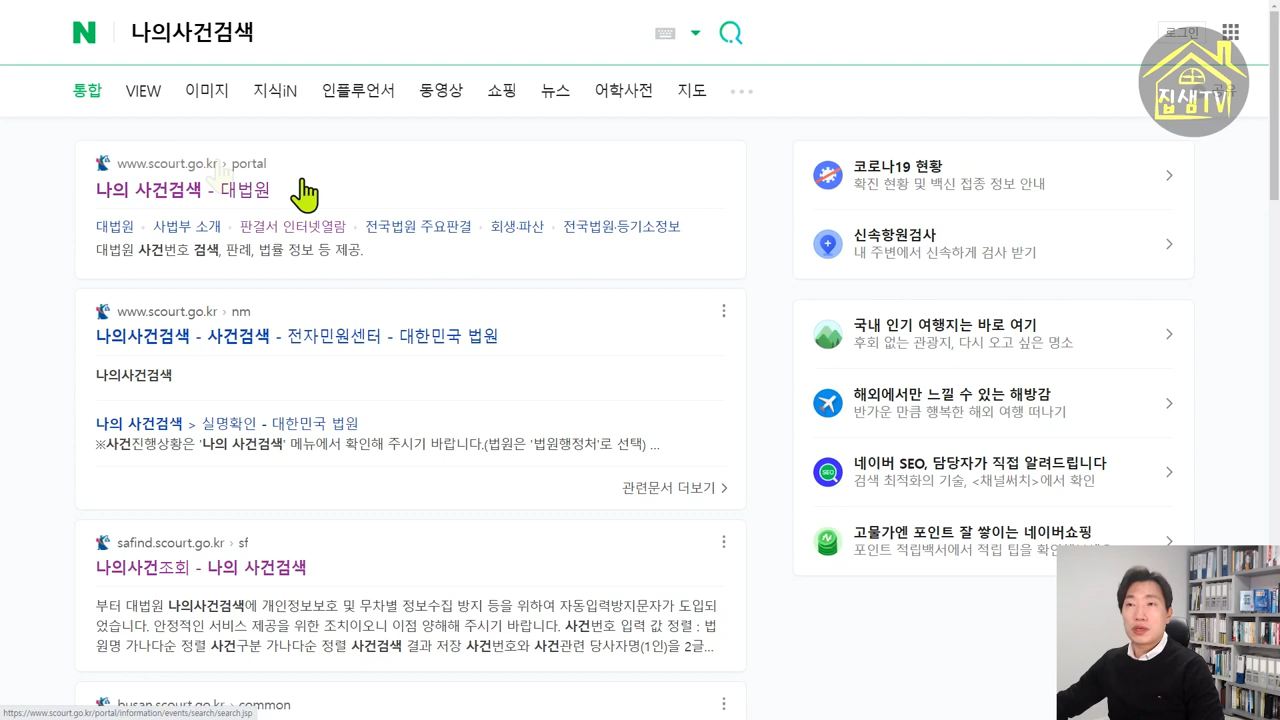 N
나의사건검색
로그인
통합 VIEW 이미지 지식iN 인플루언서 동영상 쇼핑 뉴스 어학사전 지도
집샘TV
www.scourt.go.kr › portal
나의 사건검색 - 대법원
대법원 · 사법부 소개 · 판결서 인터넷열람 · 전국법원 주요판결 · 회생·파산 · 전국법원·등기소정보
대법원 사건번호 검색, 판례, 법률 정보 등 제공.
www.scourt.go.kr › nm
나의사건검색 - 사건검색 - 전자민원센터 - 대한민국 법원
나의사건검색
나의 사건검색 > 실명확인 - 대한민국 법원
※사건진행상황은 '나의 사건검색' 메뉴에서 확인해 주시기 바랍니다.(법원은 '법원행정처'로 선택) ...
관련문서 더보기 >
safind.scourt.go.kr › sf
나의사건조회 - 나의 사건검색
부터 대법원 나의사건검색에 개인정보보호 및 무차별 정보수집 방지 등을 위하여 자동입력방지문자가 도입되
었습니다. 안정적인 서비스 제공을 위한 조치이오니 이점 양해해 주시기 바랍니다. 사건번호 입력 값 정렬 : 법
원명 가나다순 정렬 사건구분 가나다순 정렬 사건검색 결과 저장 사건번호와 사건관련 당사자명(1인)을 2글...
busan.scourt.go.kr › common
코로나19 현황
확진 현황 및 백신 접종 정보 안내
신속항원검사
내 주변에서 신속하게 검사 받기
국내 인기 여행지는 바로 여기
후회 없는 관광지, 다시 오고 싶은 명소
해외에서만 느낄 수 있는 해방감
반가운 만큼 행복한 해외 여행 떠나기
SEO
네이버 SEO, 담당자가 직접 알려드립니다
검색 최적화의 기술, <채널써치>에서 확인
고물가엔 포인트 잘 쌓이는 네이버쇼핑
포인트 적립백서에서 적립 팁을
https://www.scourt.go.kr/portal/information/events/search/search.jsp